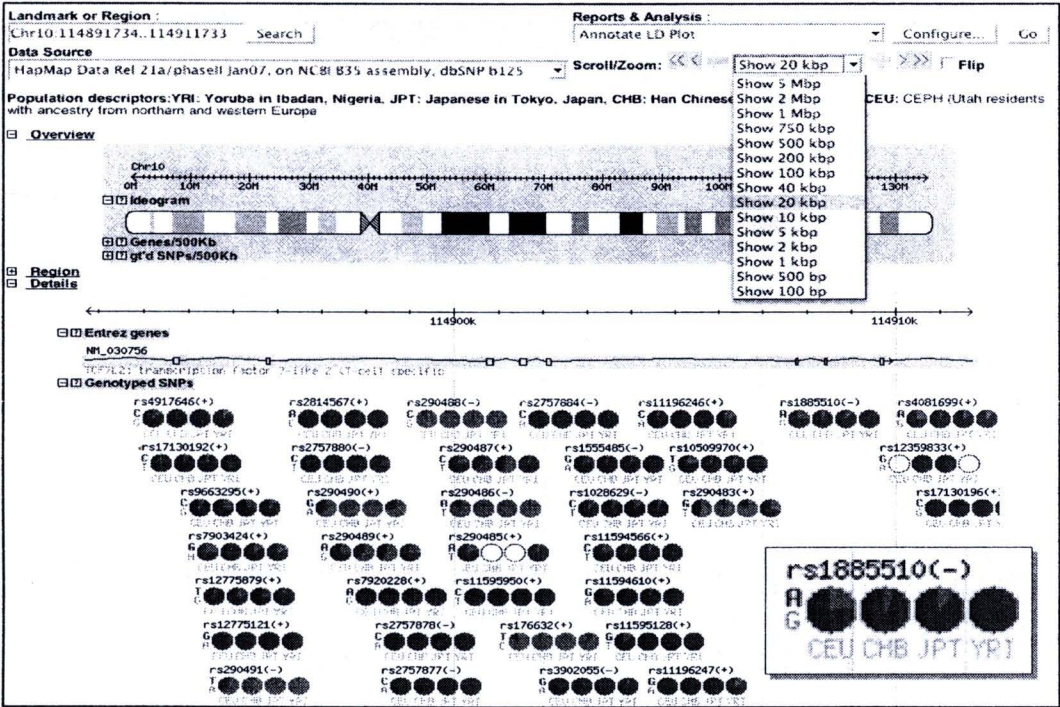 Landmark or Region :
Chr10:114891734..114911733 Search
Reports & Analysis :
Annotate LD Plot Configure... Go
Data Source
HapMap Data Rel 21a/phaseII Jan07, on NCBI B35 assembly, dbSNP b125
Scroll/Zoom: Show 20 kbp Flip
Population descriptors:YRI: Yoruba in Ibadan, Nigeria, JPT: Japanese in Tokyo, Japan, CHB: Han Chinese CEU: CEPH (Utah residents
with ancestry from northern and western Europe
Show 5 Mbp
Show 2 Mbp
Show 1 Mbp
Show 750 kbp
Show 500 kbp
Show 200 kbp
Show 100 kbp
Show 40 kbp
Show 20 kbp
Show 10 kbp
Show 5 kbp
Show 2 kbp
Show 1 kbp
Show 500 bp
Show 100 bp
Overview
Chr10
0M 10M 20M 30M 40M 50M 60M 70M 80M 90M 130M
Ideogram
Genes/500Kb
gt'd SNPs/500Kb
Region
Details
114900k 114910k
Entrez genes
NM_030756
TCF7L2: transcription factor 7-like 2 (T-cell specific
Genotyped SNPs
rs4917646(+) rs2814567(+) rs290488(-) rs2757884(-) rs11196246(+) rs1885510(-) rs4081699(+)
rs17130192(+) rs2757880(-) rs290487(+) rs1555485(-) rs10509970(+) rs12359833(+)
rs9663295(+) rs290490(+) rs290486(-) rs1028629(-) rs290483(+) rs17130196(+)
rs7903424(+) rs290489(+) rs290485(+) rs11594566(+)
rs12775879(+) rs7920228(+) rs11595950(+) rs11594610(+)
rs12775121(+) rs2757878(-) rs176632(+) rs11595128(+)
rs290491(-) rs2757877(-) rs3902055(-) rs11196247(+)
rs1885510(-)
A
G
CEU CHB JPT YRI